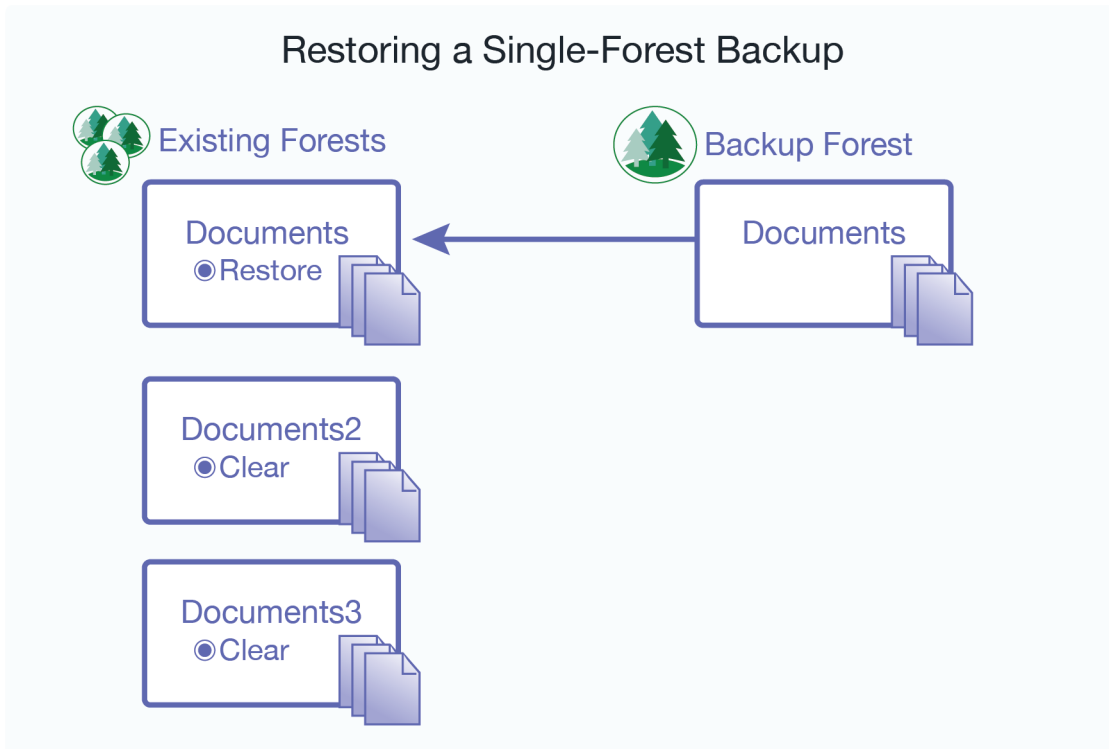 Restoring a Single-Forest Backup
Existing Forests
Backup Forest
Documents
Restore
Documents
Documents2
Clear
Documents3
Clear